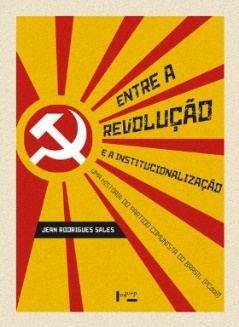 ENTRE A
REVOLUÇÃO
E A INSTITUCIONALIZAÇÃO
UMA HISTÓRIA DO PARTIDO COMUNISTA DO BRASIL (PCdoB)
JEAN RODRIGUES SALES